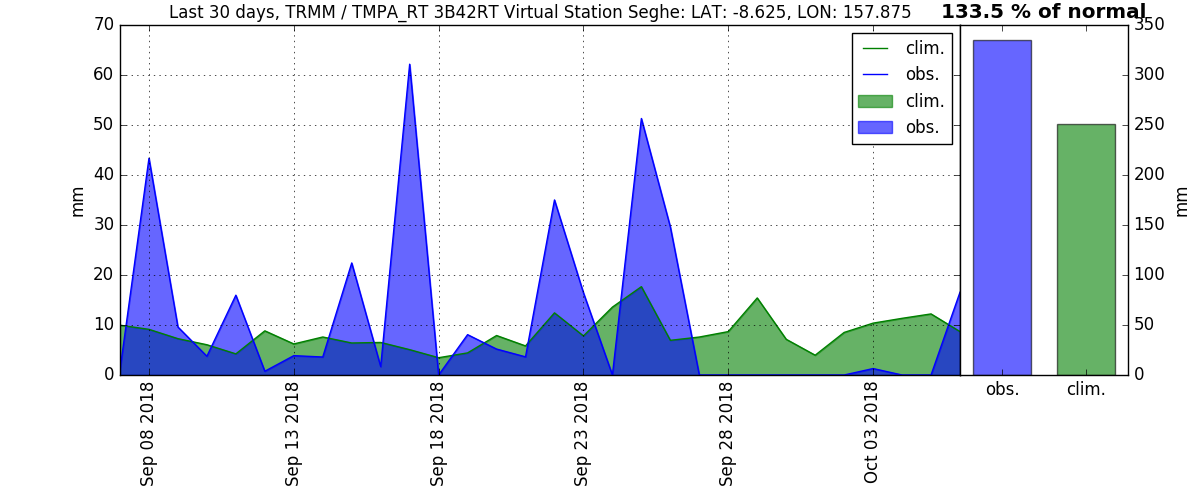 Last 30 days, TRMM / TMPA_RT 3B42RT Virtual Station Seghe: LAT: -8.625, LON: 157.875
133.5 % of normal
70
60
50
40
30
20
10
0
mm
clim.
obs.
clim.
obs.
Sep 08 2018
Sep 13 2018
Sep 18 2018
Sep 23 2018
Sep 28 2018
Oct 03 2018
350
300
250
200
150
100
50
0
mm
obs.
clim.